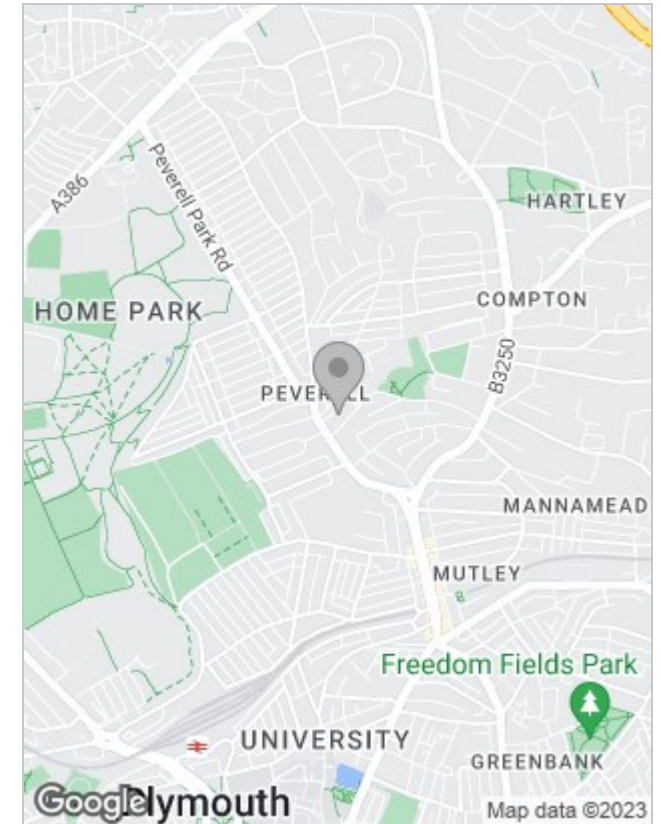 A386
Peverell Park Rd
HARTLEY
HOME PARK
COMPTON
B3250
PEVERELL
MANNAMEAD
MUTLEY
Freedom Fields Park
UNIVERSITY
GREENBANK
Google
Plymouth
Map data ©2023